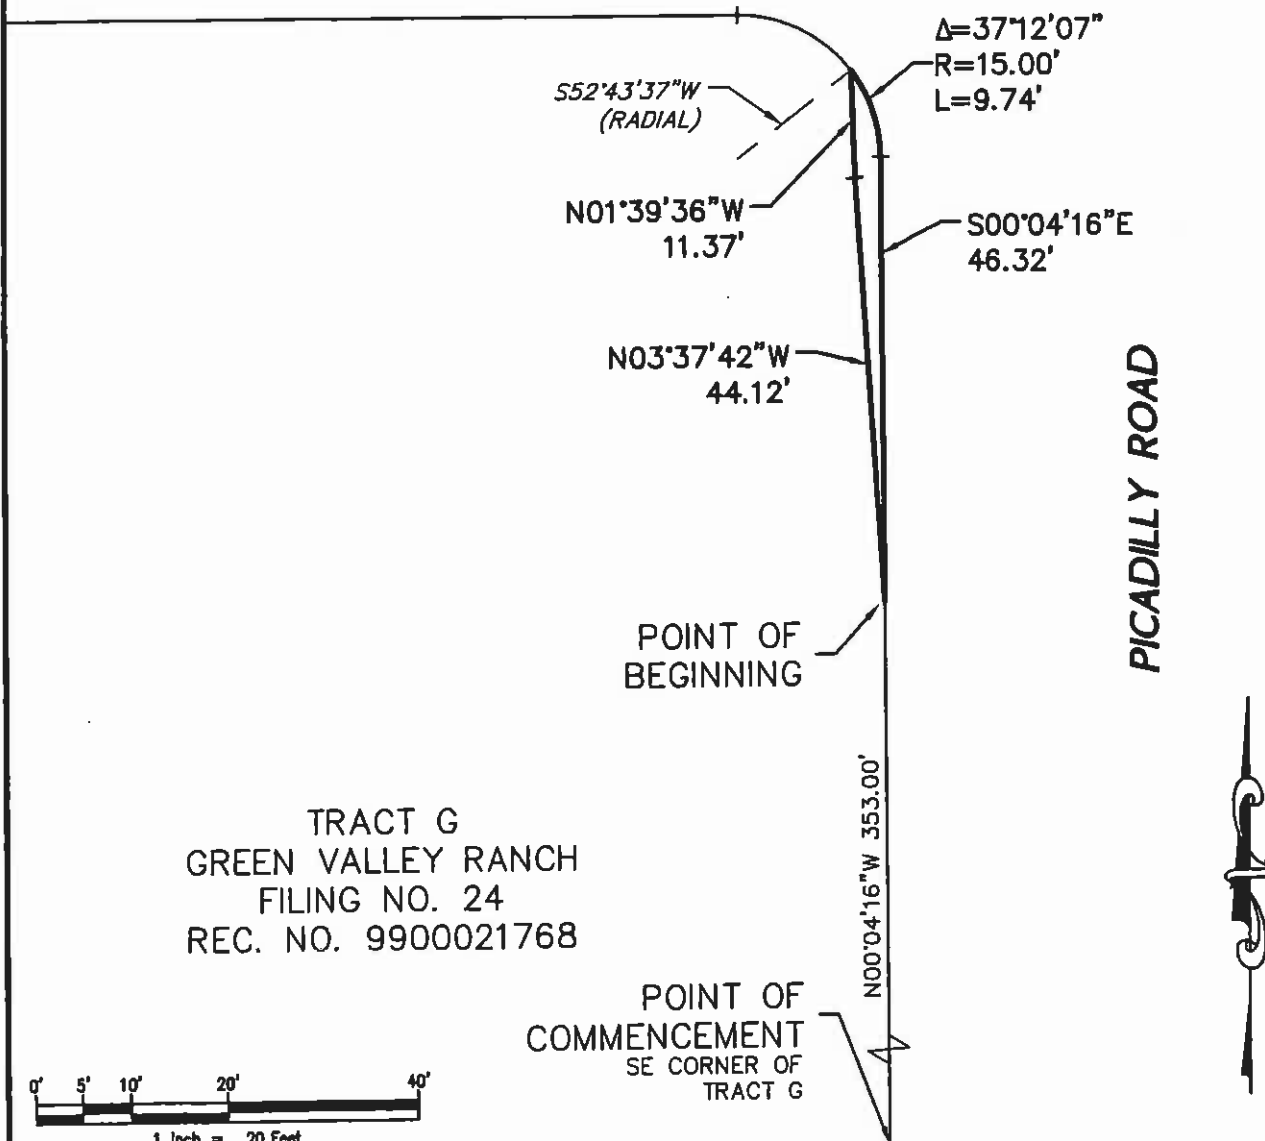 Δ=37°12'07"
R=15.00'
L=9.74'
S52°43'37"W
(RADIAL)
N01°39'36"W
11.37'
S00°04'16"E
46.32'
N03°37'42"W
44.12'
PICADILLY ROAD
POINT OF
BEGINNING
N00°04'16"W 353.00'
TRACT G
GREEN VALLEY RANCH
FILING NO. 24
REC. NO. 9900021768
POINT OF
COMMENCEMENT
SE CORNER OF
TRACT G
0' 5' 10' 20' 40'
1 Inch = 20 Feet